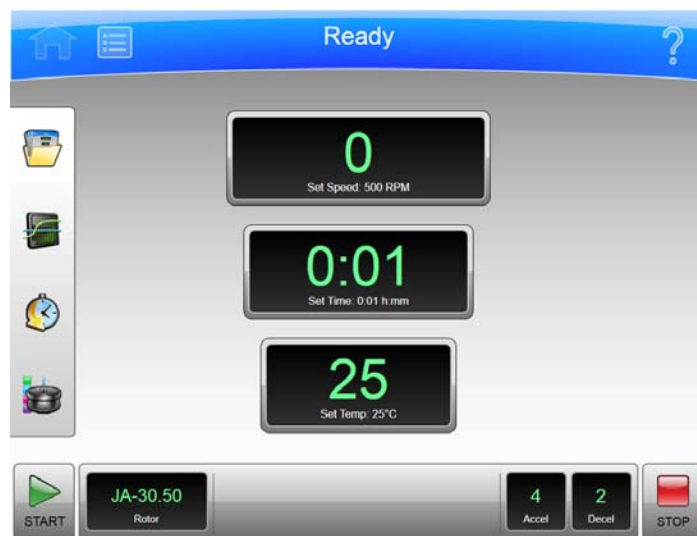 Ready
?
0
Set Speed: 500 RPM
0:01
Set Time: 0:01 h:mm
25
Set Temp: 25°C
START
JA-30.50
Rotor
4
Accel
2
Decel
STOP